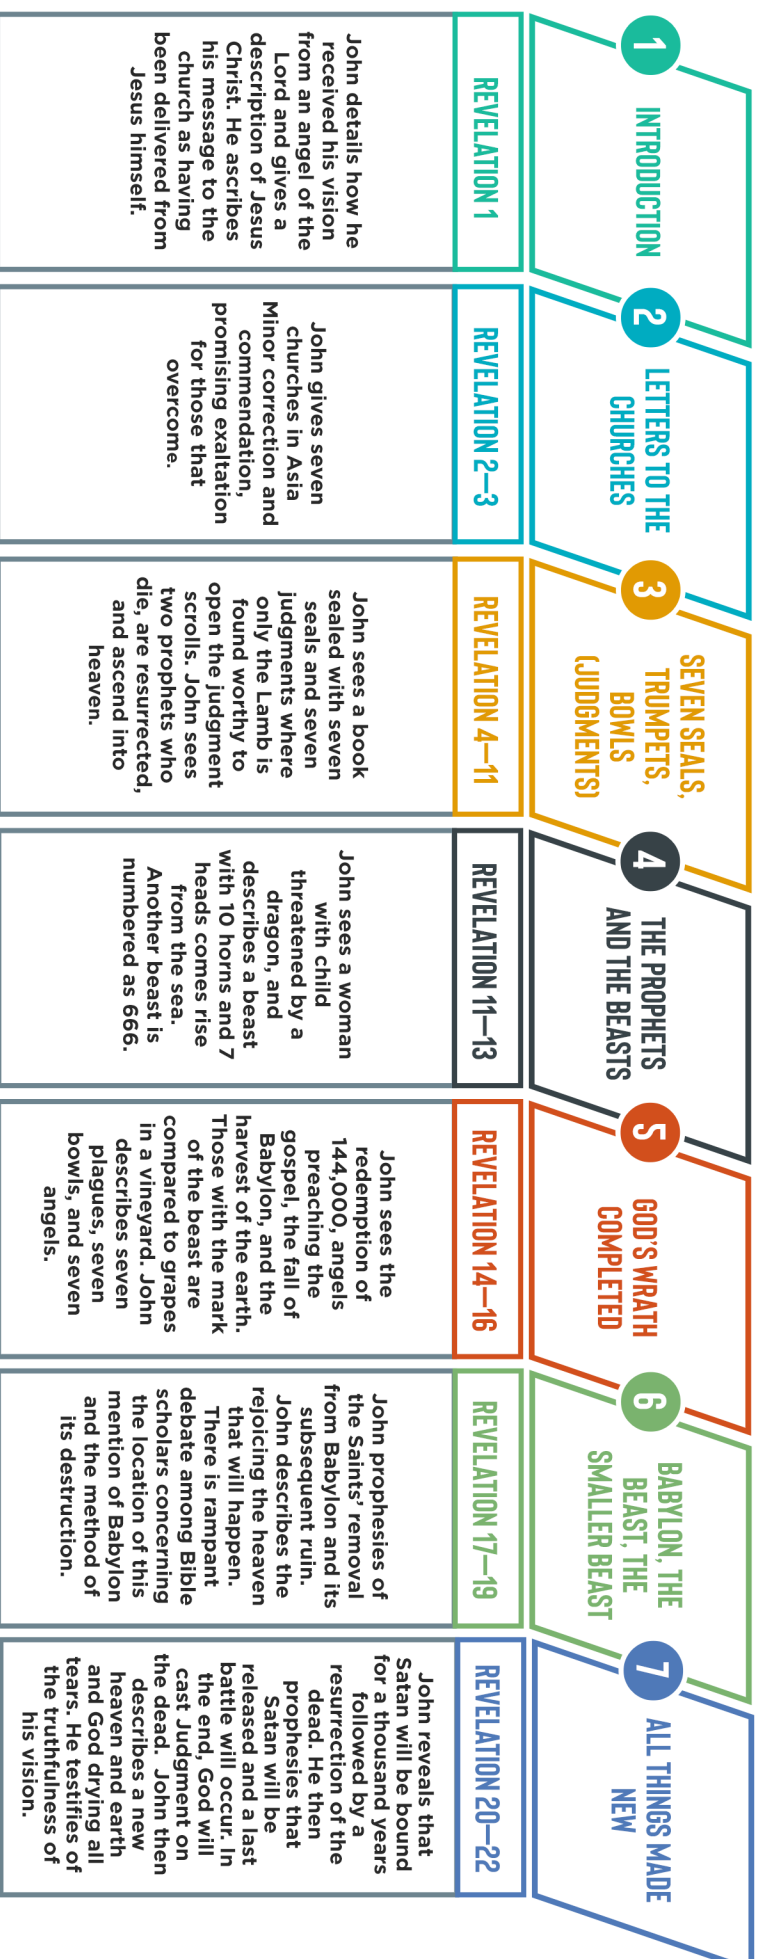 1
INTRODUCTION
REVELATION 1
John details how he
received his vision
from an angel of the
Lord and gives a
description of Jesus
Christ. He ascribes
his message to the
church as having
been delivered from
Jesus himself.
2
LETTERS TO THE
CHURCHES
REVELATION 2—3
John gives seven
churches in Asia
Minor correction and
commendation,
promising exaltation
for those that
overcome.
3
SEVEN SEALS,
TRUMPETS,
BOWLS
(JUDGMENTS)
REVELATION 4—11
John sees a book
sealed with seven
seals and seven
judgments where
only the Lamb is
found worthy to
open the judgment
scrolls. John sees
two prophets who
die, are resurrected,
and ascend into
heaven.
4
THE PROPHETS
AND THE BEASTS
REVELATION 11—13
John sees a woman
with child
threatened by a
dragon, and
describes a beast
with 10 horns and 7
heads comes rise
from the sea.
Another beast is
numbered as 666.
5
GOD'S WRATH
COMPLETED
REVELATION 14—16
John sees the
redemption of
144,000, angels
preaching the
gospel, the fall of
Babylon, and the
harvest of the earth.
Those with the mark
of the beast are
compared to grapes
in a vineyard. John
describes seven
plagues, seven
bowls, and seven
angels.
6
BABYLON, THE
BEAST, THE
SMALLER BEAST
REVELATION 17—19
John prophesies of
the Saints' removal
from Babylon and its
subsequent ruin.
John describes the
rejoicing the heaven
that will happen.
There is rampant
debate among Bible
scholars concerning
the location of this
mention of Babylon
and the method of
its destruction.
7
ALL THINGS MADE
NEW
REVELATION 20—22
John reveals that
Satan will be bound
for a thousand years
followed by a
resurrection of the
dead. He then
prophesies that
Satan will be
released and a last
battle will occur. In
the end, God will
cast Judgment on
the dead. John then
describes a new
heaven and earth
and God drying all
tears. He testifies of
the truthfulness of
his vision.